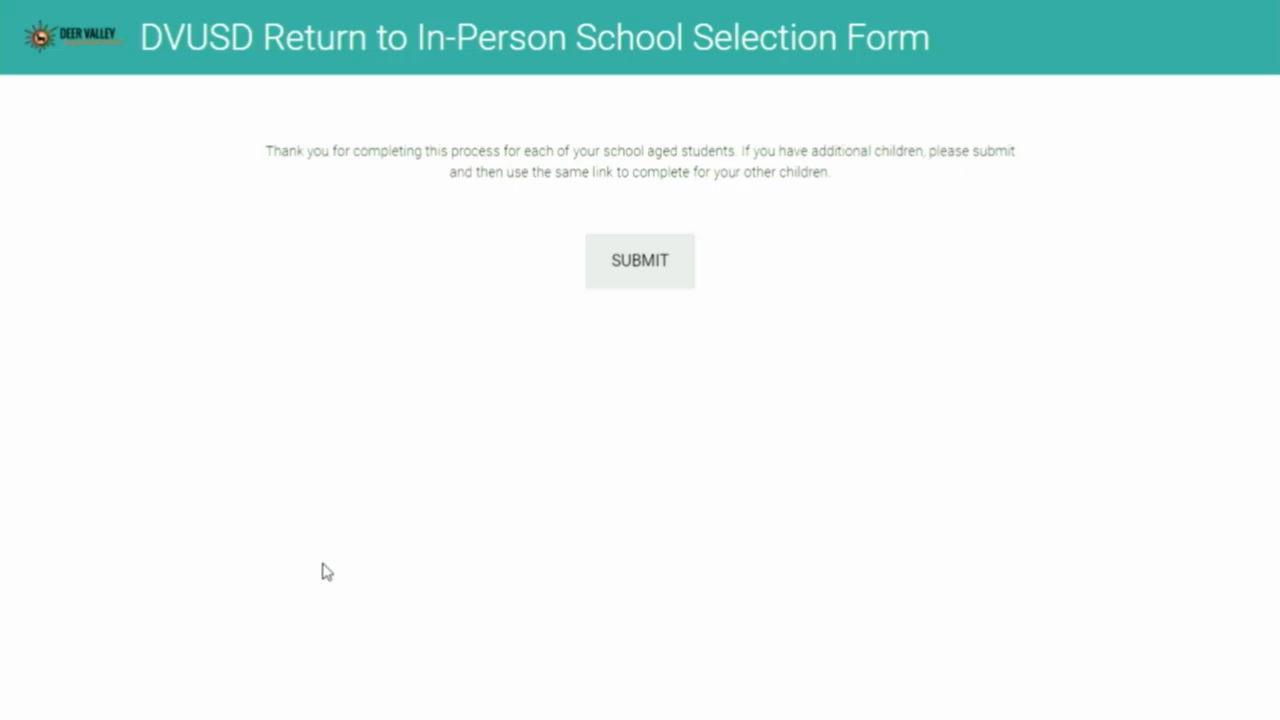 DEER VALLEY
DVUSD Return to In-Person School Selection Form
Thank you for completing this process for each of your school aged students. If you have additional children, please submit
and then use the same link to complete for your other children.
SUBMIT